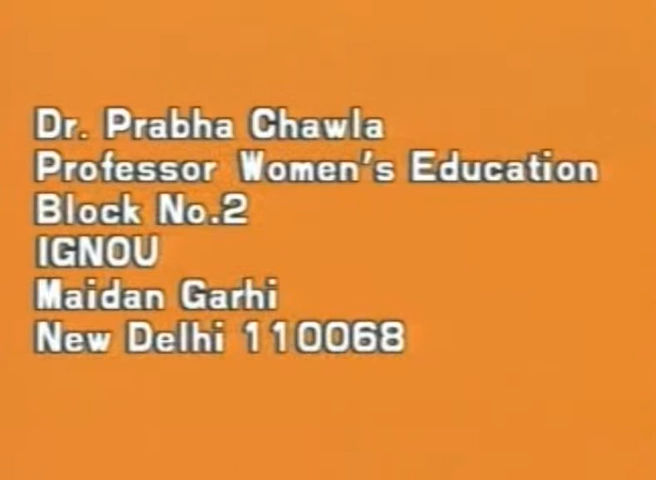 Dr. Prabha Chawla
Professor Women's Education
Block No.2
IGNOU
Maidan Garhi
New Delhi 110068